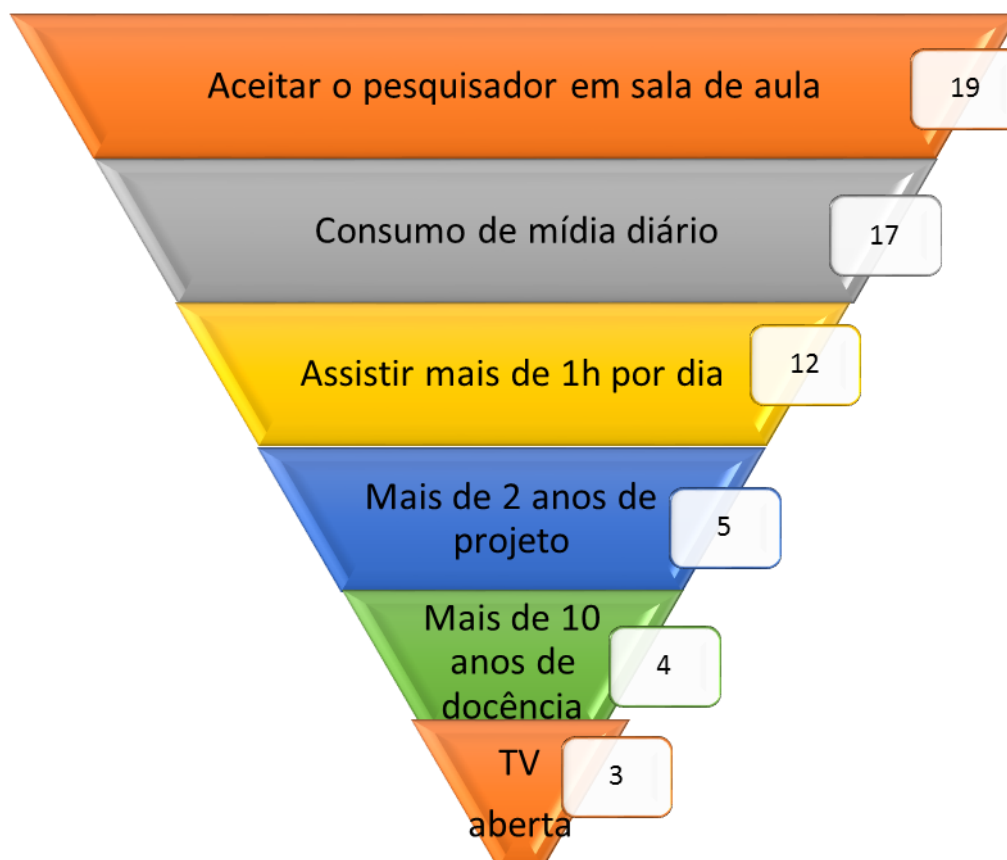 Aceitar o pesquisador em sala de aula
19
Consumo de mídia diário
17
Assistir mais de 1h por dia
12
Mais de 2 anos de
projeto
5
Mais de 10
anos de
docência
4
TV
aberta
3